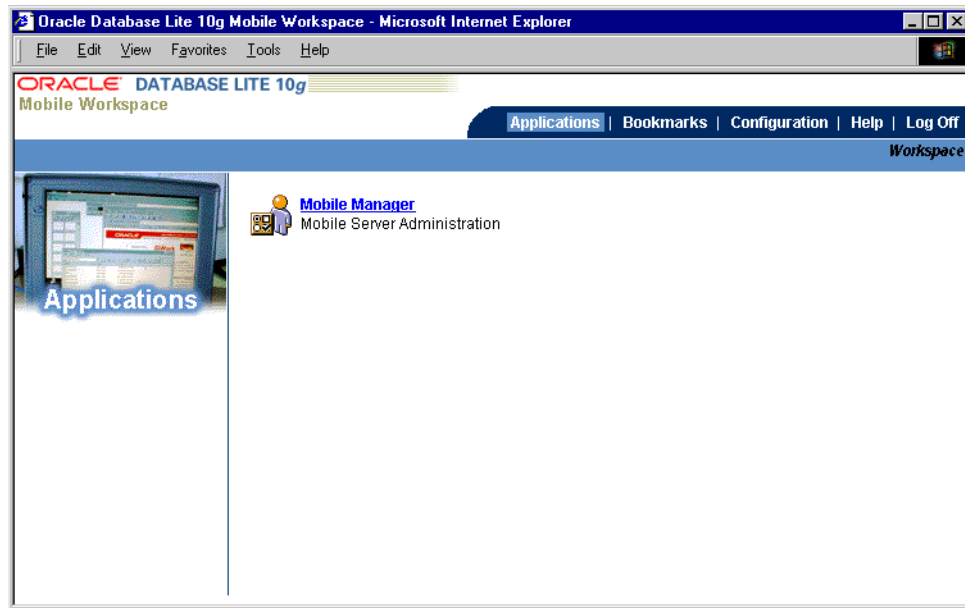 Oracle Database Lite 10g Mobile Workspace - Microsoft Internet Explorer
File Edit View Favorites Tools Help
ORACLE DATABASE LITE 10g
Mobile Workspace
Applications | Bookmarks | Configuration | Help | Log Off
Workspace
Mobile Manager
Mobile Server Administration
Applications